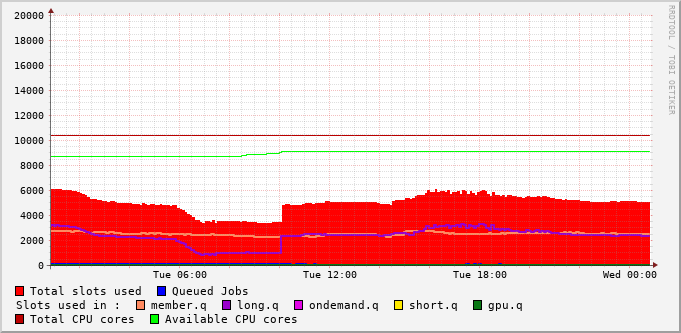 RRDTOOL / TOBI OETIKER
20000
18000
16000
14000
12000
10000
8000
6000
4000
2000
0
Tue 06:00 Tue 12:00 Tue 18:00 Wed 00:00
Total slots used Queued Jobs
Slots used in : member.q long.q ondemand.q short.q gpu.q
Total CPU cores Available CPU cores